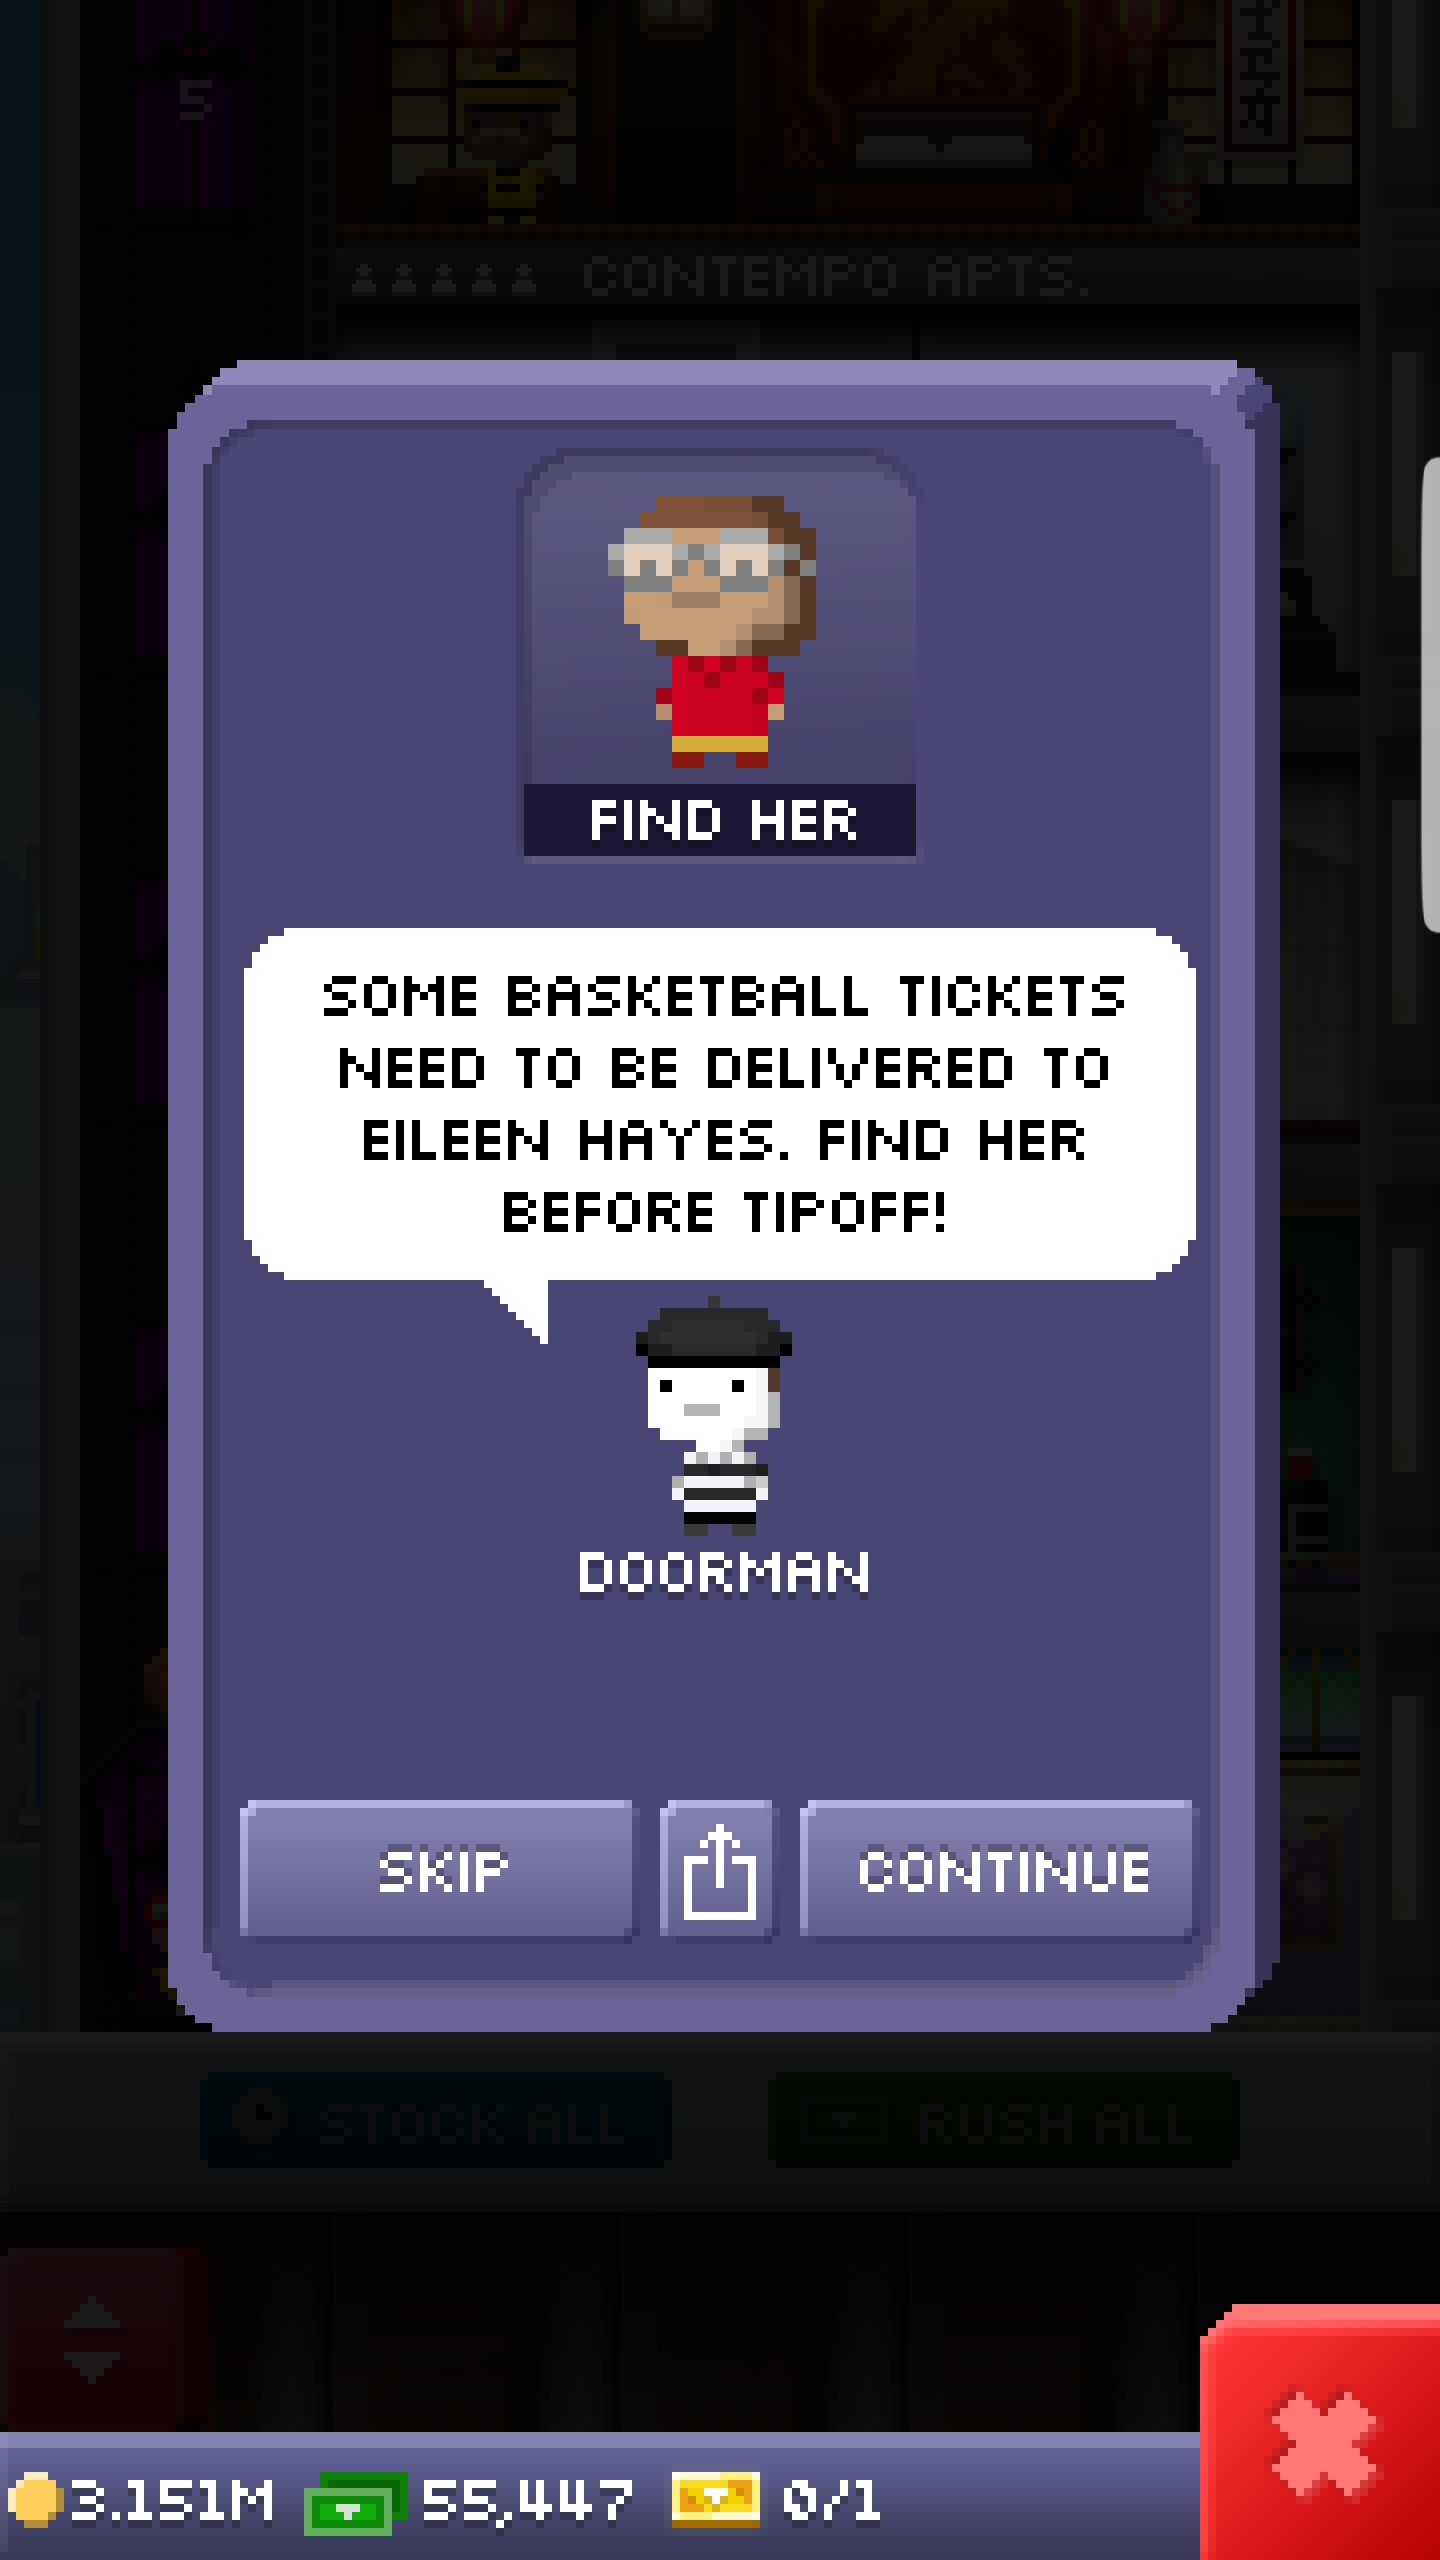 5
CONTEMPO APTS.
FIND HER
SOME BASKETBALL TICKETS
NEED TO BE DELIVERED TO
EILEEN HAYES. FIND HER
BEFORE TIPOFF!
DOORMAN
SKIP
CONTINUE
STOCK ALL
RUSH ALL
3.151M
55,447
0/1